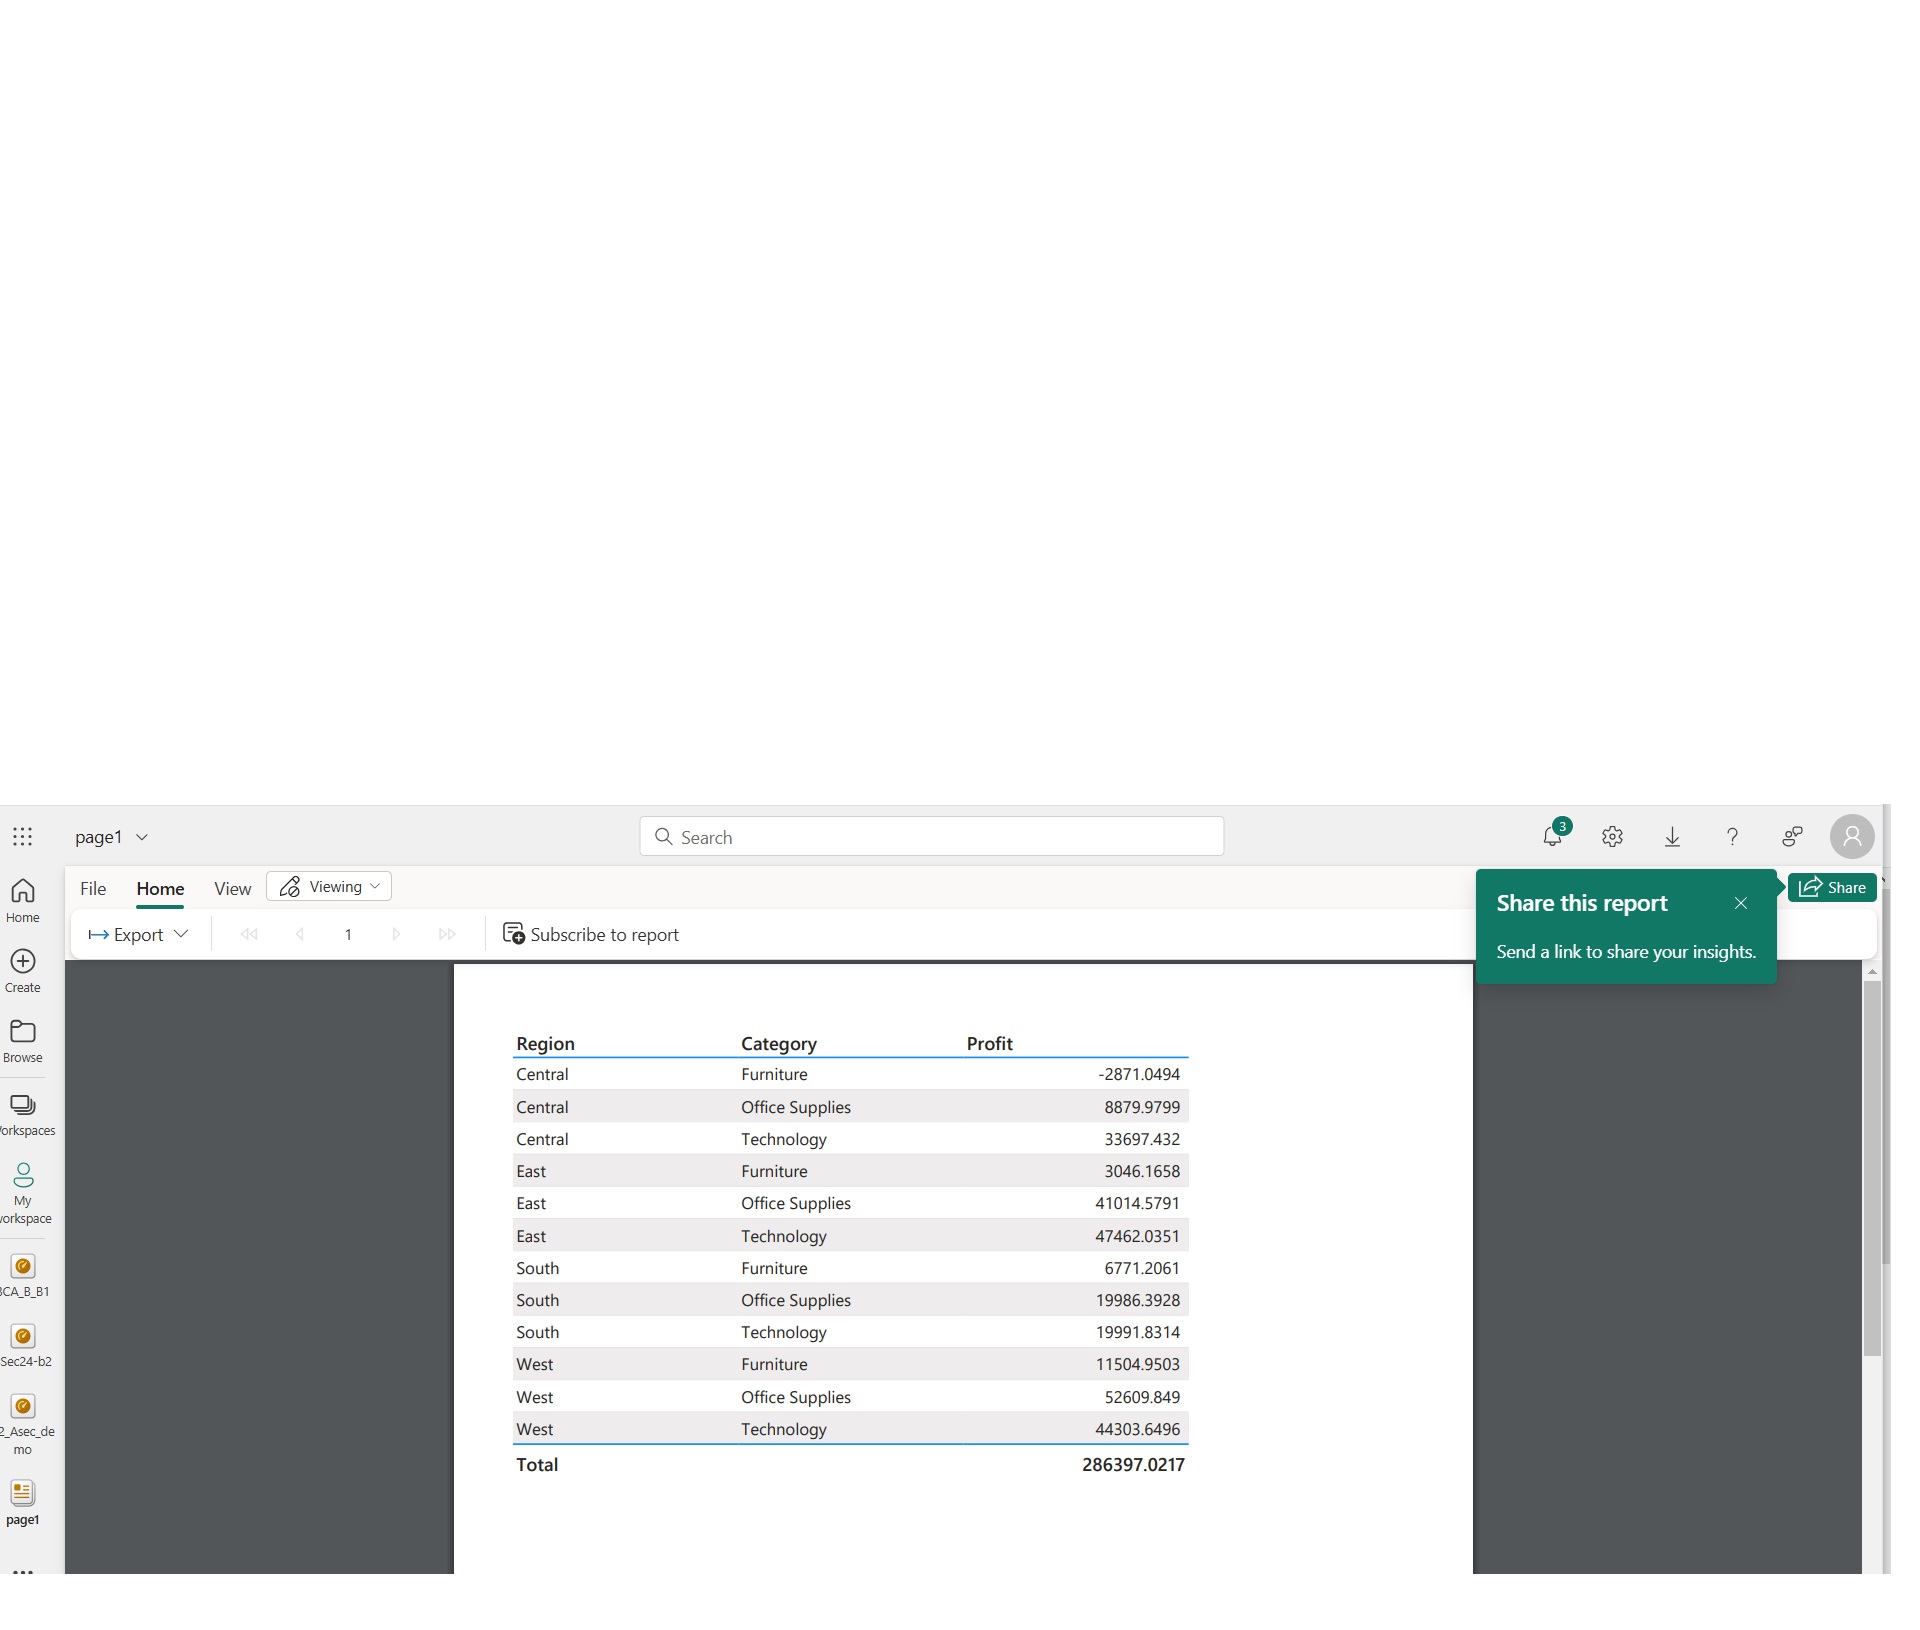 page1
Search
3
File Home View Viewing
Share
Export 1 Subscribe to report
Share this report
Send a link to share your insights.
Home
Create
Browse
orkspaces
My
workspace
BCA_B_B1
Sec24-b2
2_Asec_de
mo
page1
Region Category Profit
Central Furniture -2871.0494
Central Office Supplies 8879.9799
Central Technology 33697.432
East Furniture 3046.1658
East Office Supplies 41014.5791
East Technology 47462.0351
South Furniture 6771.2061
South Office Supplies 19986.3928
South Technology 19991.8314
West Furniture 11504.9503
West Office Supplies 52609.849
West Technology 44303.6496
Total 286397.0217